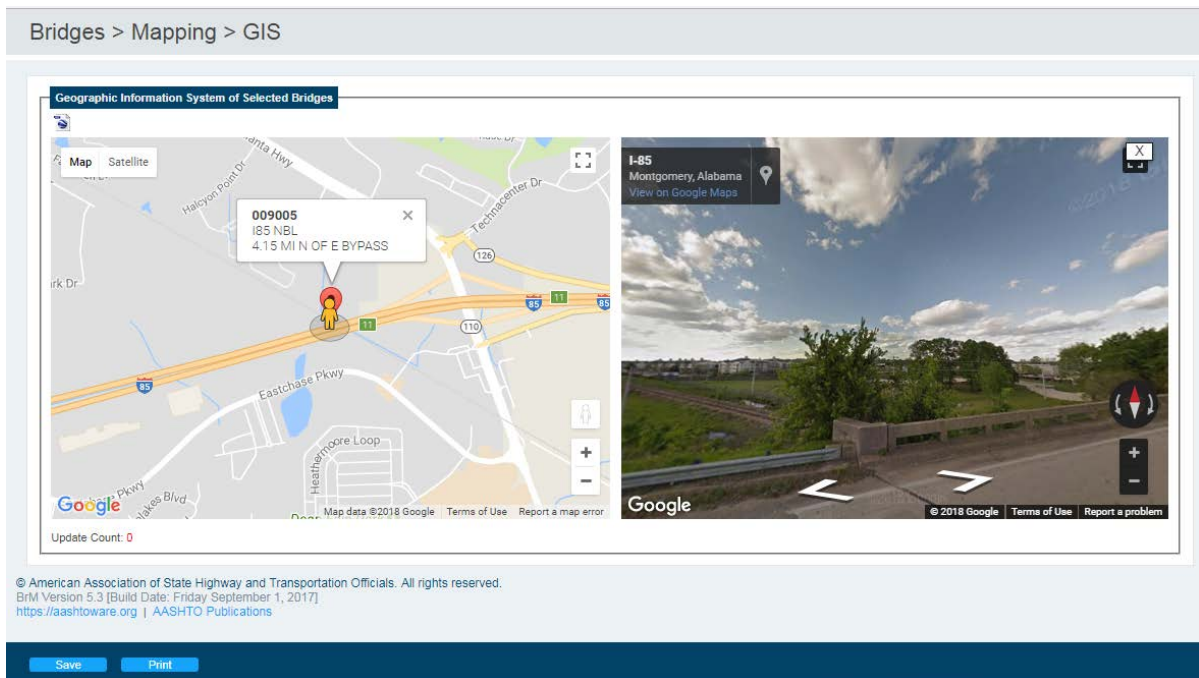 Bridges > Mapping > GIS
Geographic Information System of Selected Bridges
Map Satellite
Halcyon Point Dr
Technacenter Dr
009005
I85 NBL
4.15 MI N OF E BYPASS
126
85
11
85
11
110
85
Eastchase Pkwy
Heathermoore Loop
Blvd
Google
Map data ©2018 Google Terms of Use Report a map error
I-85
Montgomery, Alabama
View on Google Maps
X
Google
© 2018 Google Terms of Use Report a problem
Update Count: 0
© American Association of State Highway and Transportation Officials. All rights reserved.
BrM Version 5.3 [Build Date: Friday September 1, 2017]
https://aashtoware.org | AASHTO Publications
Save Print